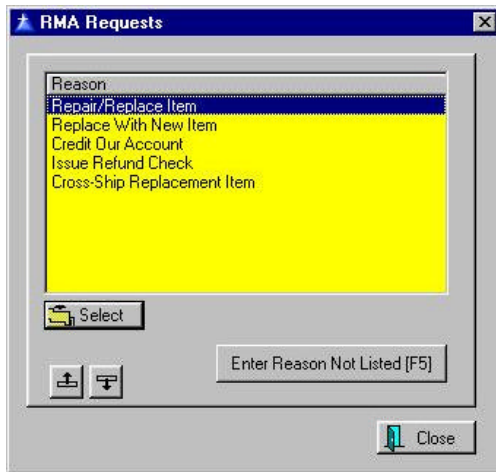 RMA Requests
Reason
Repair/Replace Item
Replace With New Item
Credit Our Account
Issue Refund Check
Cross-Ship Replacement Item
Select
Enter Reason Not Listed [F5]
Close